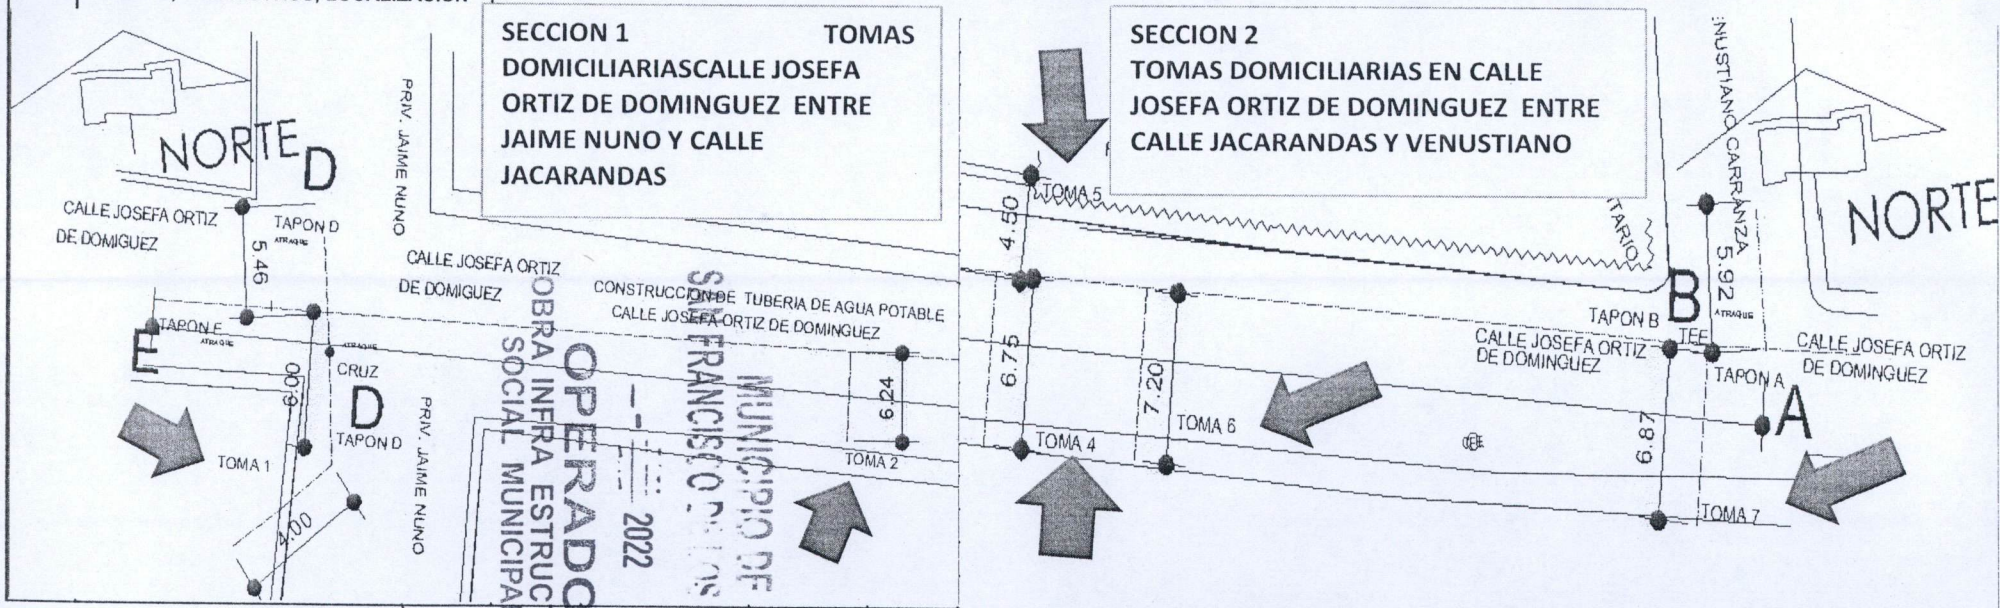 SECCION 1 TOMAS
DOMICILIARIASCALLE JOSEFA
ORTIZ DE DOMINGUEZ ENTRE
JAIME NUNO Y CALLE
JACARANDAS
NORTE
D
CALLE JOSEFA ORTIZ
DE DOMIGUEZ
TAPON D
ATRAQUE
5.46
PRIV. JAIME NUNO
CALLE JOSEFA ORTIZ
DE DOMIGUEZ
CONSTRUCCION DE TUBERIA DE AGUA POTABLE
CALLE JOSEFA ORTIZ DE DOMINGUEZ
TAPON E
ATRAQUE
E
ATRAQUE
CRUZ
6.00
D
TAPON D
TOMA 1
4.00
PRIV. JAIME NUNO
6.24
TOMA 2
OBRA INFRA ESTRUC
SOCIAL MUNICIPA
OPERADO
2022
MUNICIPIO DE
SAN FRANCISCO DE LOS
SECCION 2
TOMAS DOMICILIARIAS EN CALLE
JOSEFA ORTIZ DE DOMINGUEZ ENTRE
CALLE JACARANDAS Y VENUSTIANO
TOMA 5
4.50
6.75
TOMA 4
7.20
TOMA 6
TARIO
NUSTIANO CARRANZA
NORTE
5.92
ATRAQUE
B
TAPON B
TEE
CALLE JOSEFA ORTIZ
DE DOMINGUEZ
CALLE JOSEFA ORTIZ
DE DOMINGUEZ
TAPON A
A
6.87
TOMA 7